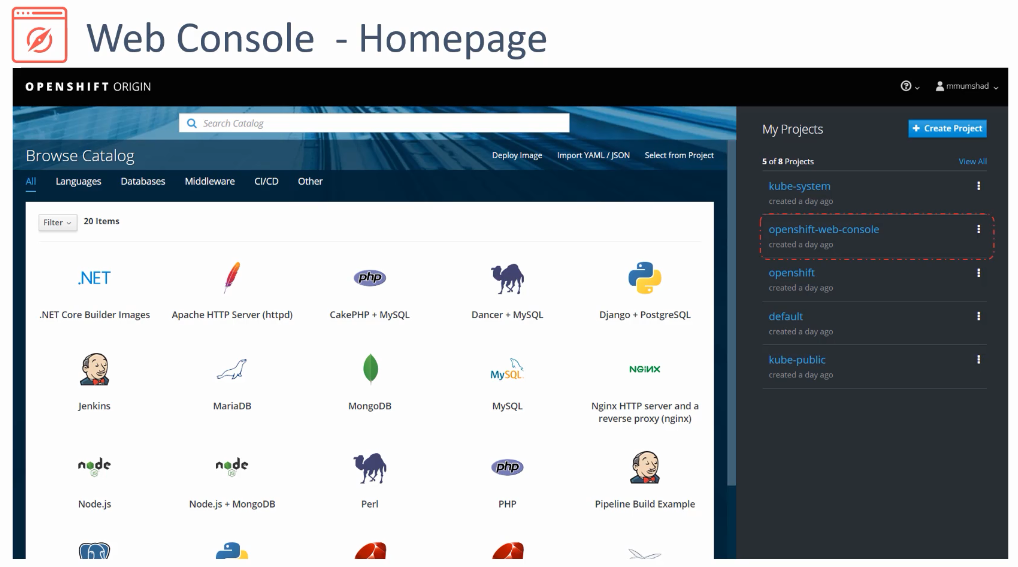 Web Console - Homepage
OPENSHIFT ORIGIN
mmumshad
Search Catalog
Browse Catalog
Deploy Image
Import YAML / JSON
Select from Project
All
Languages
Databases
Middleware
CI/CD
Other
Filter
20 Items
.NET
php
.NET Core Builder Images
Apache HTTP Server (httpd)
CakePHP + MySQL
Dancer + MySQL
Django + PostgreSQL
MySQL
NGINX
Jenkins
MariaDB
MongoDB
MySQL
Nginx HTTP server and a
reverse proxy (nginx)
node
JS
node
JS
php
Node.js
Node.js + MongoDB
Perl
PHP
Pipeline Build Example
My Projects
+ Create Project
5 of 8 Projects
View All
kube-system
created a day ago
openshift-web-console
created a day ago
openshift
created a day ago
default
created a day ago
kube-public
created a day ago